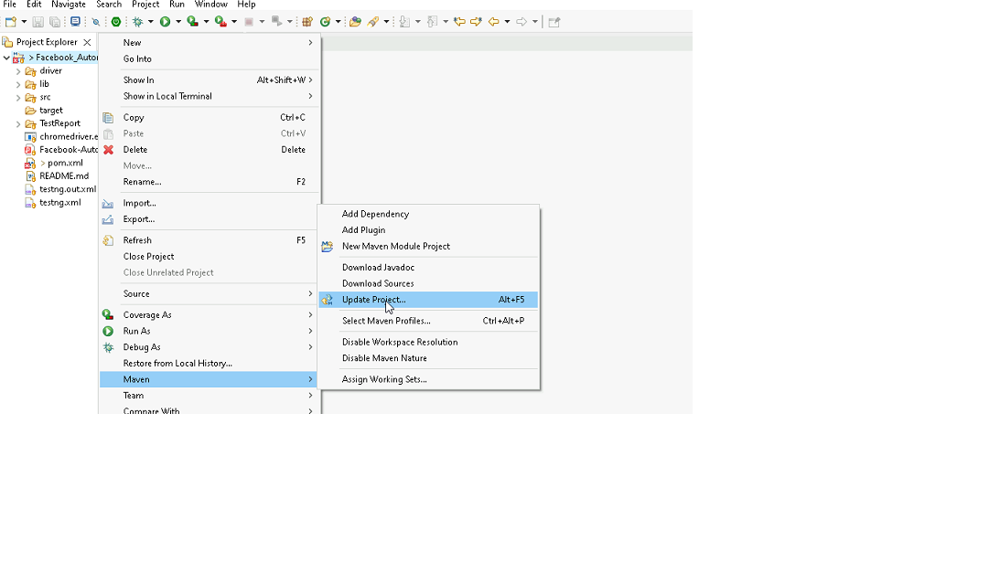 File Edit Navigate Search Project Run Window Help
Project Explorer
> Facebook_Autor
driver
lib
src
target
TestReport
chromedriver.e
Facebook-Auto
> pom.xml
README.md
testng.out.xml
testng.xml
New
Go Into
Show In Alt+Shift+W
Show in Local Terminal
Copy Ctrl+C
Paste Ctrl+V
Delete Delete
Move...
Rename... F2
Import...
Export...
Refresh F5
Close Project
Close Unrelated Project
Source
Coverage As
Run As
Debug As
Restore from Local History...
Maven
Team
Compare With
Add Dependency
Add Plugin
New Maven Module Project
Download Javadoc
Download Sources
Update Project... Alt+F5
Select Maven Profiles... Ctrl+Alt+P
Disable Workspace Resolution
Disable Maven Nature
Assign Working Sets...